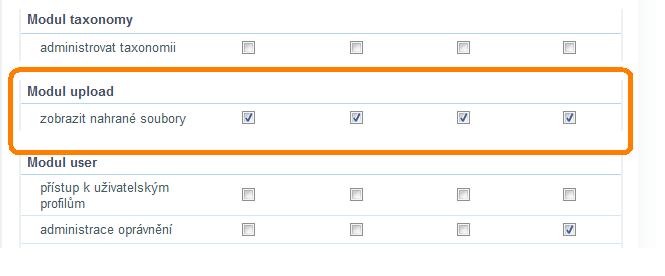 Modul taxonomy
administrovat taxonomii
Modul upload
zobrazit nahrané soubory
Modul user
přístup k uživatelským
profilům
administrace oprávnění